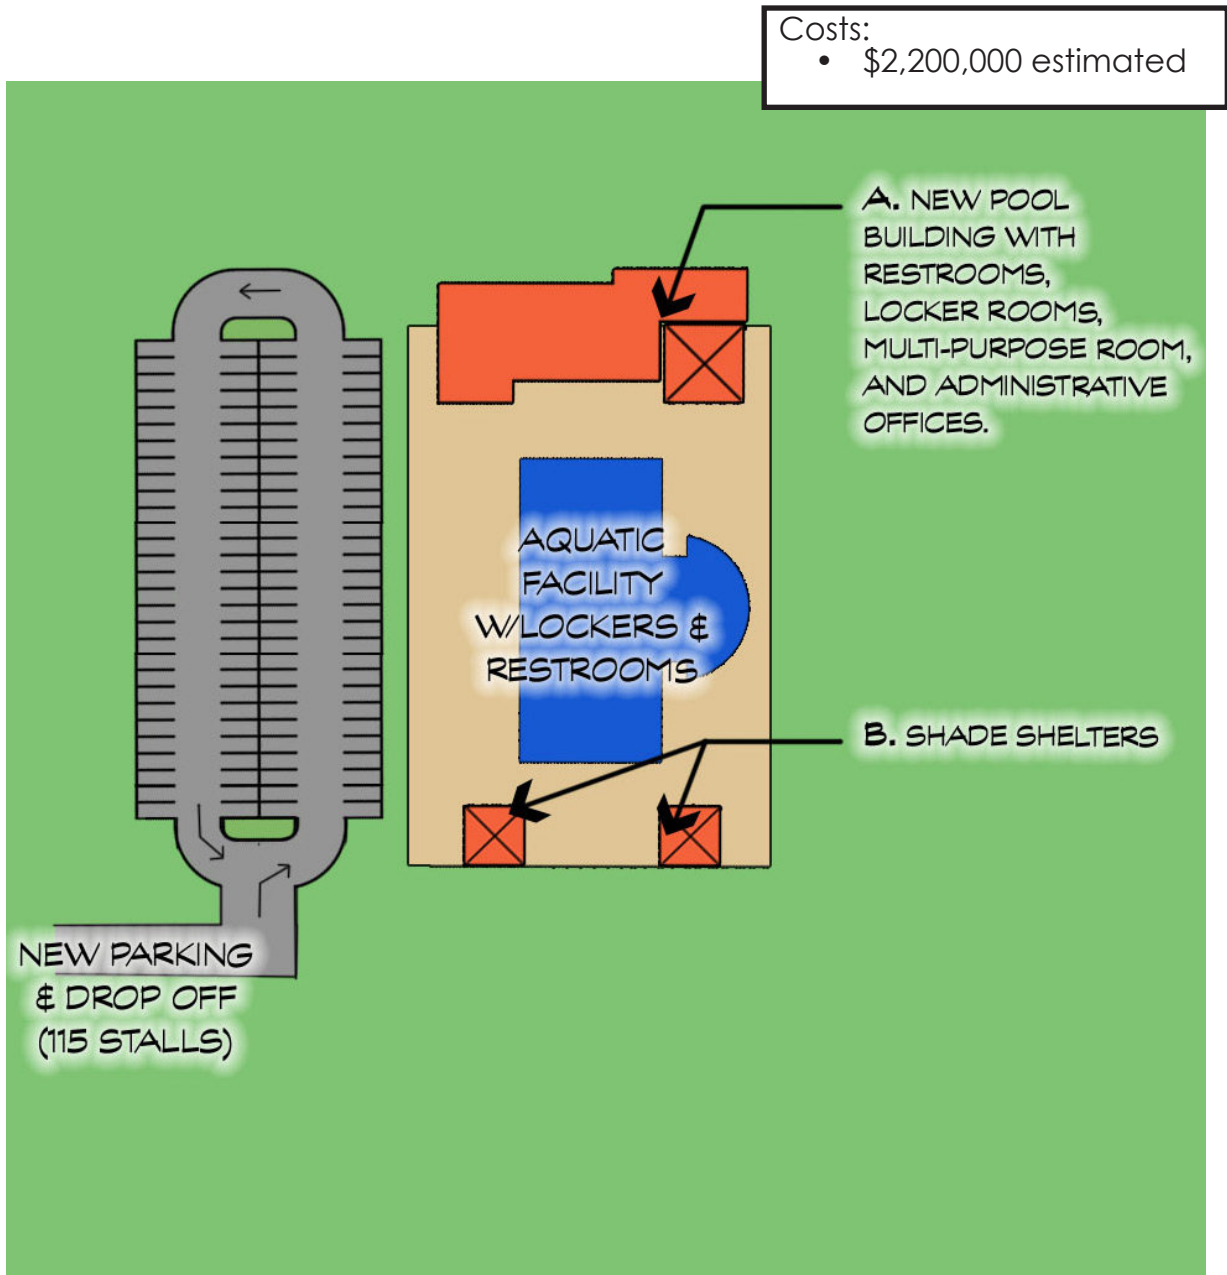 Costs:
• $2,200,000 estimated
A. NEW POOL
BUILDING WITH
RESTROOMS,
LOCKER ROOMS,
MULTI-PURPOSE ROOM,
AND ADMINISTRATIVE
OFFICES.
AQUATIC
FACILITY
W/LOCKERS &
RESTROOMS
B. SHADE SHELTERS
NEW PARKING
& DROP OFF
(115 STALLS)